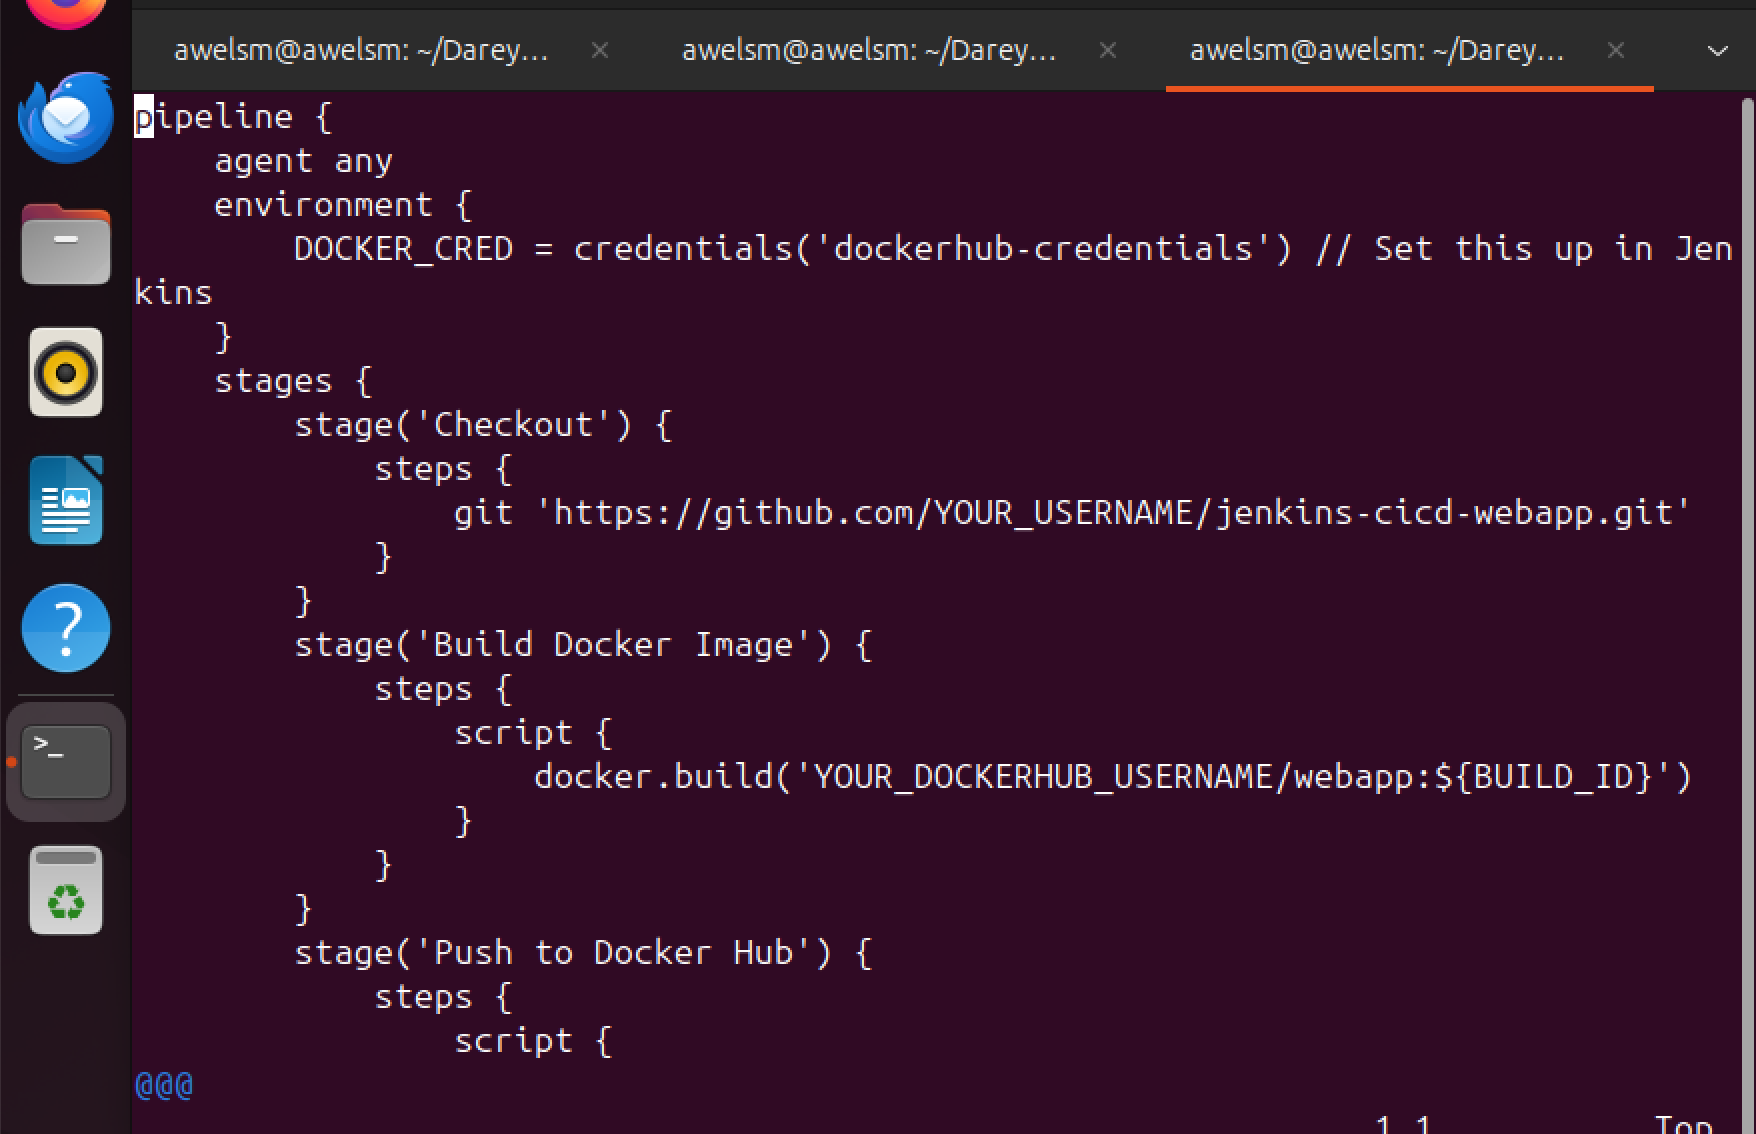 awelsm@awelsm: ~/Darey... × awelsm@awelsm: ~/Darey... × awelsm@awelsm: ~/Darey... ×
pipeline {
    agent any
    environment {
        DOCKER_CRED = credentials('dockerhub-credentials') // Set this up in Jen
kins
    }
    stages {
        stage('Checkout') {
            steps {
                git 'https://github.com/YOUR_USERNAME/jenkins-cicd-webapp.git'
            }
        }
        stage('Build Docker Image') {
            steps {
                script {
                    docker.build('YOUR_DOCKERHUB_USERNAME/webapp:${BUILD_ID}')
                }
            }
        }
        stage('Push to Docker Hub') {
            steps {
                script {
@@@
1,1 Top